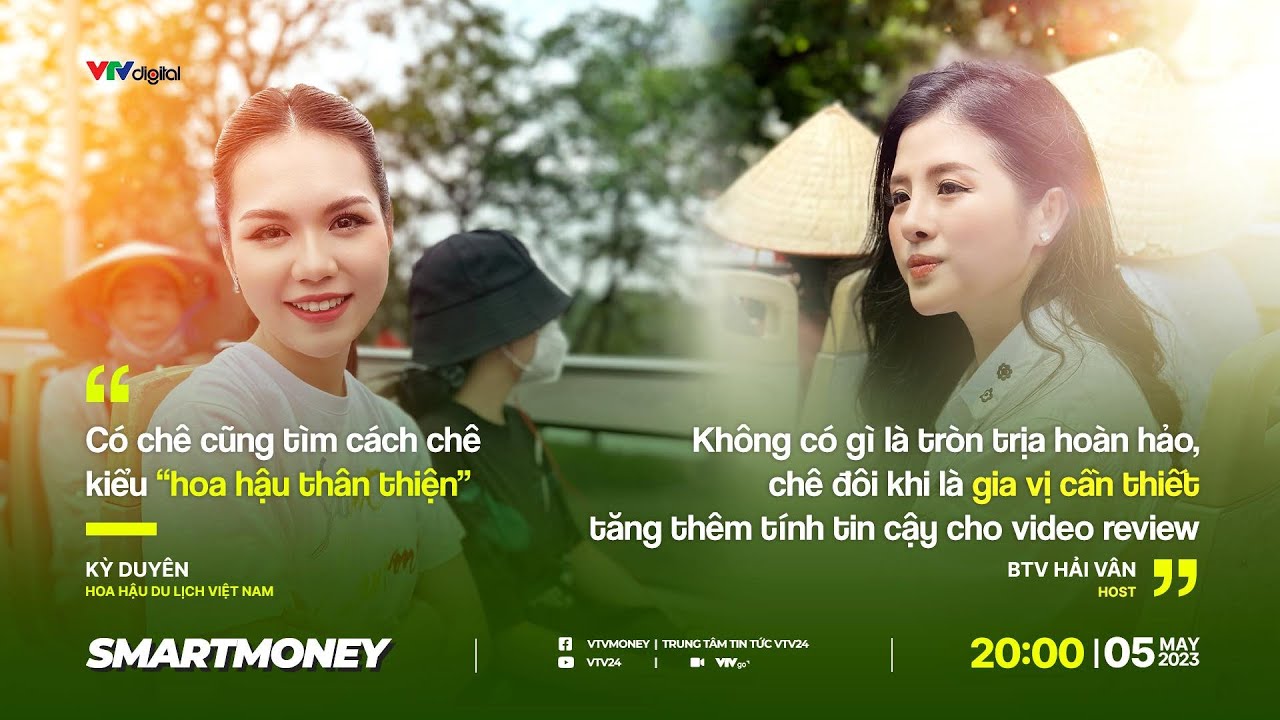 VTVdigital
“
Có chê cũng tìm cách chê
kiểu “hoa hậu thân thiện”
KỲ DUYÊN
HOA HẬU DU LỊCH VIỆT NAM
Không có gì là tròn trịa hoàn hảo,
chê đôi khi là gia vị cần thiết
tăng thêm tính tin cậy cho video review
BTV HẢI VÂN
HOST
”
SMARTMONEY
VTVMONEY | TRUNG TÂM TIN TỨC VTV24
VTV24 | VTVgo
20:00 | 05 MAY
2023